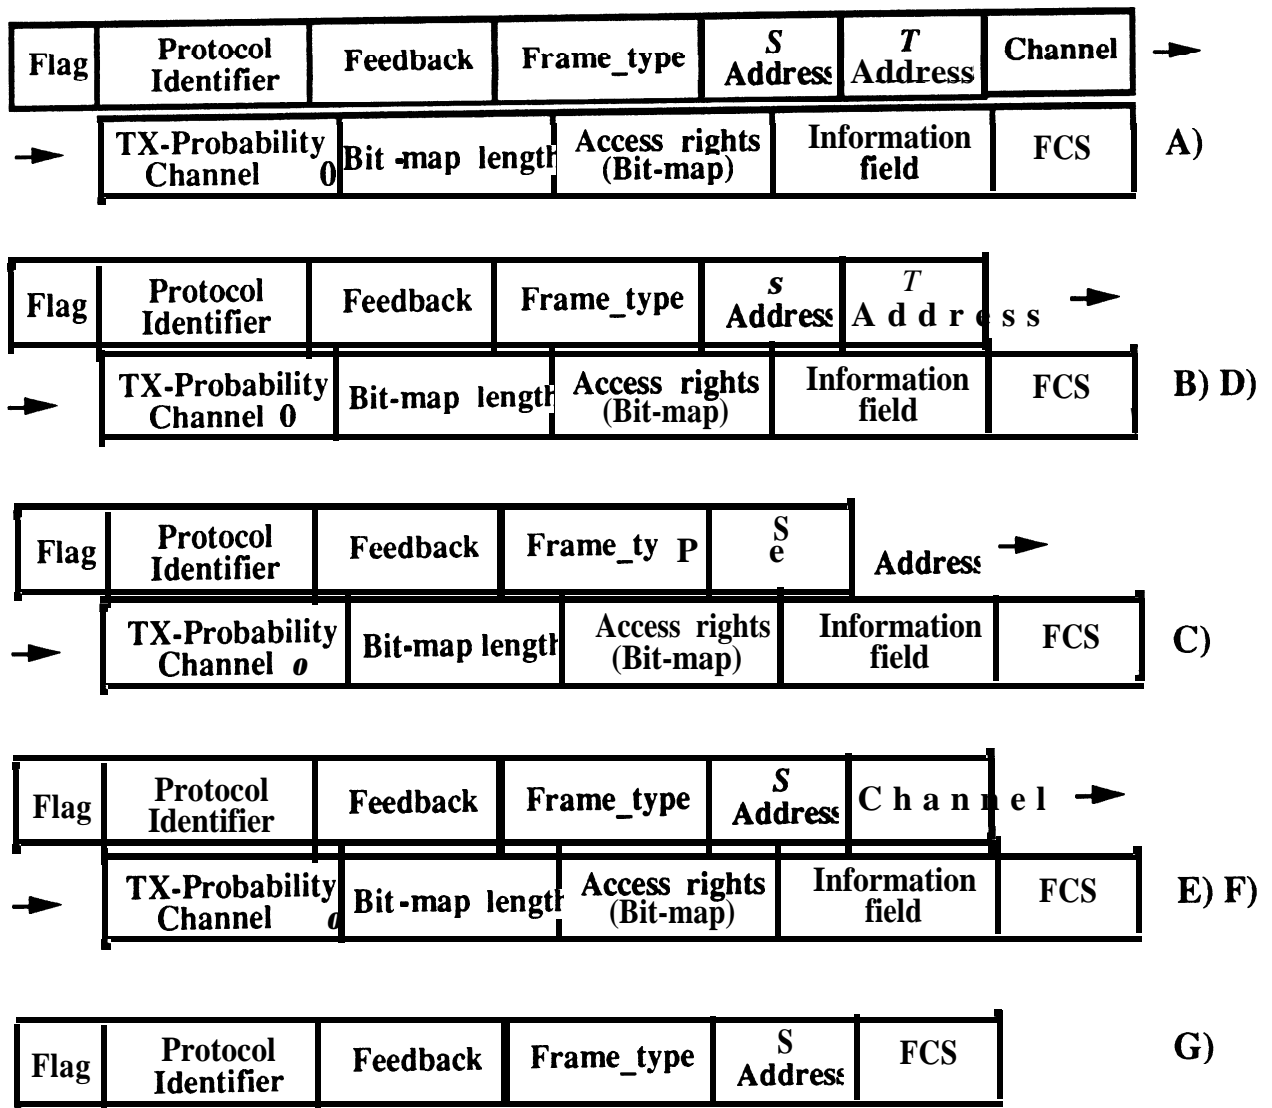 Flag Protocol Identifier Feedback Frame_type S Address T Address Channel
TX-Probability Channel 0 Bit-map length Access rights (Bit-map) Information field FCS A)
Flag Protocol Identifier Feedback Frame_type s Address T Address
TX-Probability Channel 0 Bit-map length Access rights (Bit-map) Information field FCS B) D)
Flag Protocol Identifier Feedback Frame_ty P e S Address
TX-Probability Channel o Bit-map length Access rights (Bit-map) Information field FCS C)
Flag Protocol Identifier Feedback Frame_type S Address Channel
TX-Probability Channel o Bit-map length Access rights (Bit-map) Information field FCS E) F)
Flag Protocol Identifier Feedback Frame_type S Address FCS G)